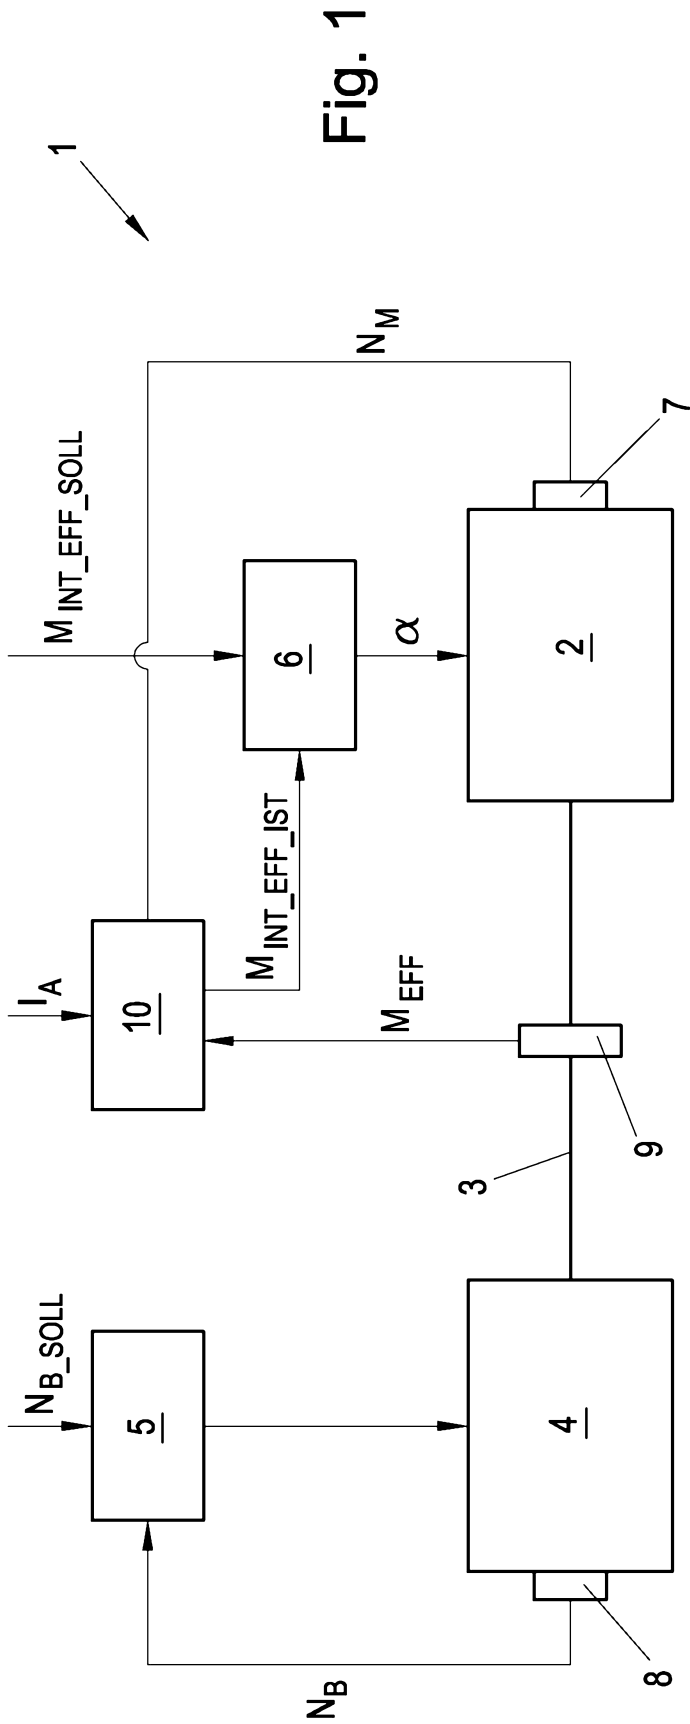 Fig. 1
1
N_B_SOLL
I_A
M_INT_EFF_SOLL
5
10
N_M
M_INT_EFF_IST
6
N_B
M_EFF
α
3
4
2
8
9
7